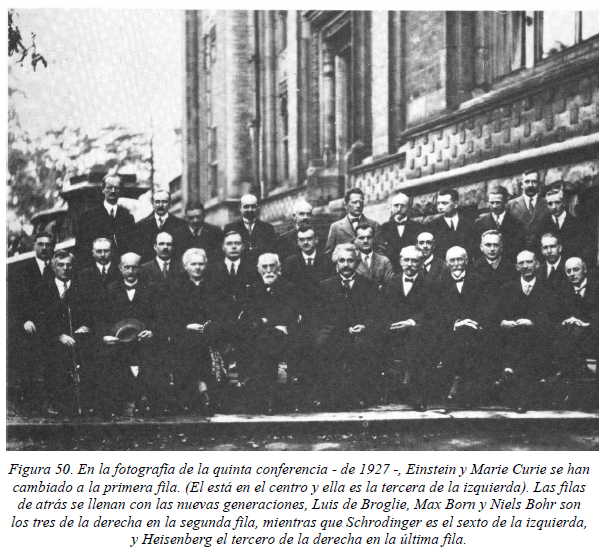 Figura 50. En la fotografía de la quinta conferencia - de 1927 -, Einstein y Marie Curie se han
cambiado a la primera fila. (El está en el centro y ella es la tercera de la izquierda). Las filas
de atrás se llenan con las nuevas generaciones, Luis de Broglie, Max Born y Niels Bohr son
los tres de la derecha en la segunda fila, mientras que Schrodinger es el sexto de la izquierda,
y Heisenberg el tercero de la derecha en la última fila.